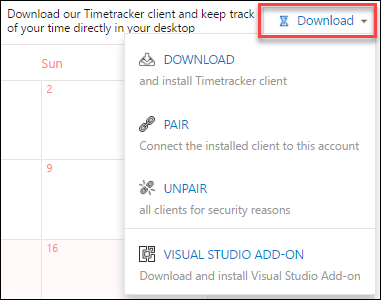 Download our Timetracker client and keep track
of your time directly in your desktop
Download
Sun
2
9
16
DOWNLOAD
and install Timetracker client
PAIR
Connect the installed client to this account
UNPAIR
all clients for security reasons
VISUAL STUDIO ADD-ON
Download and install Visual Studio Add-on